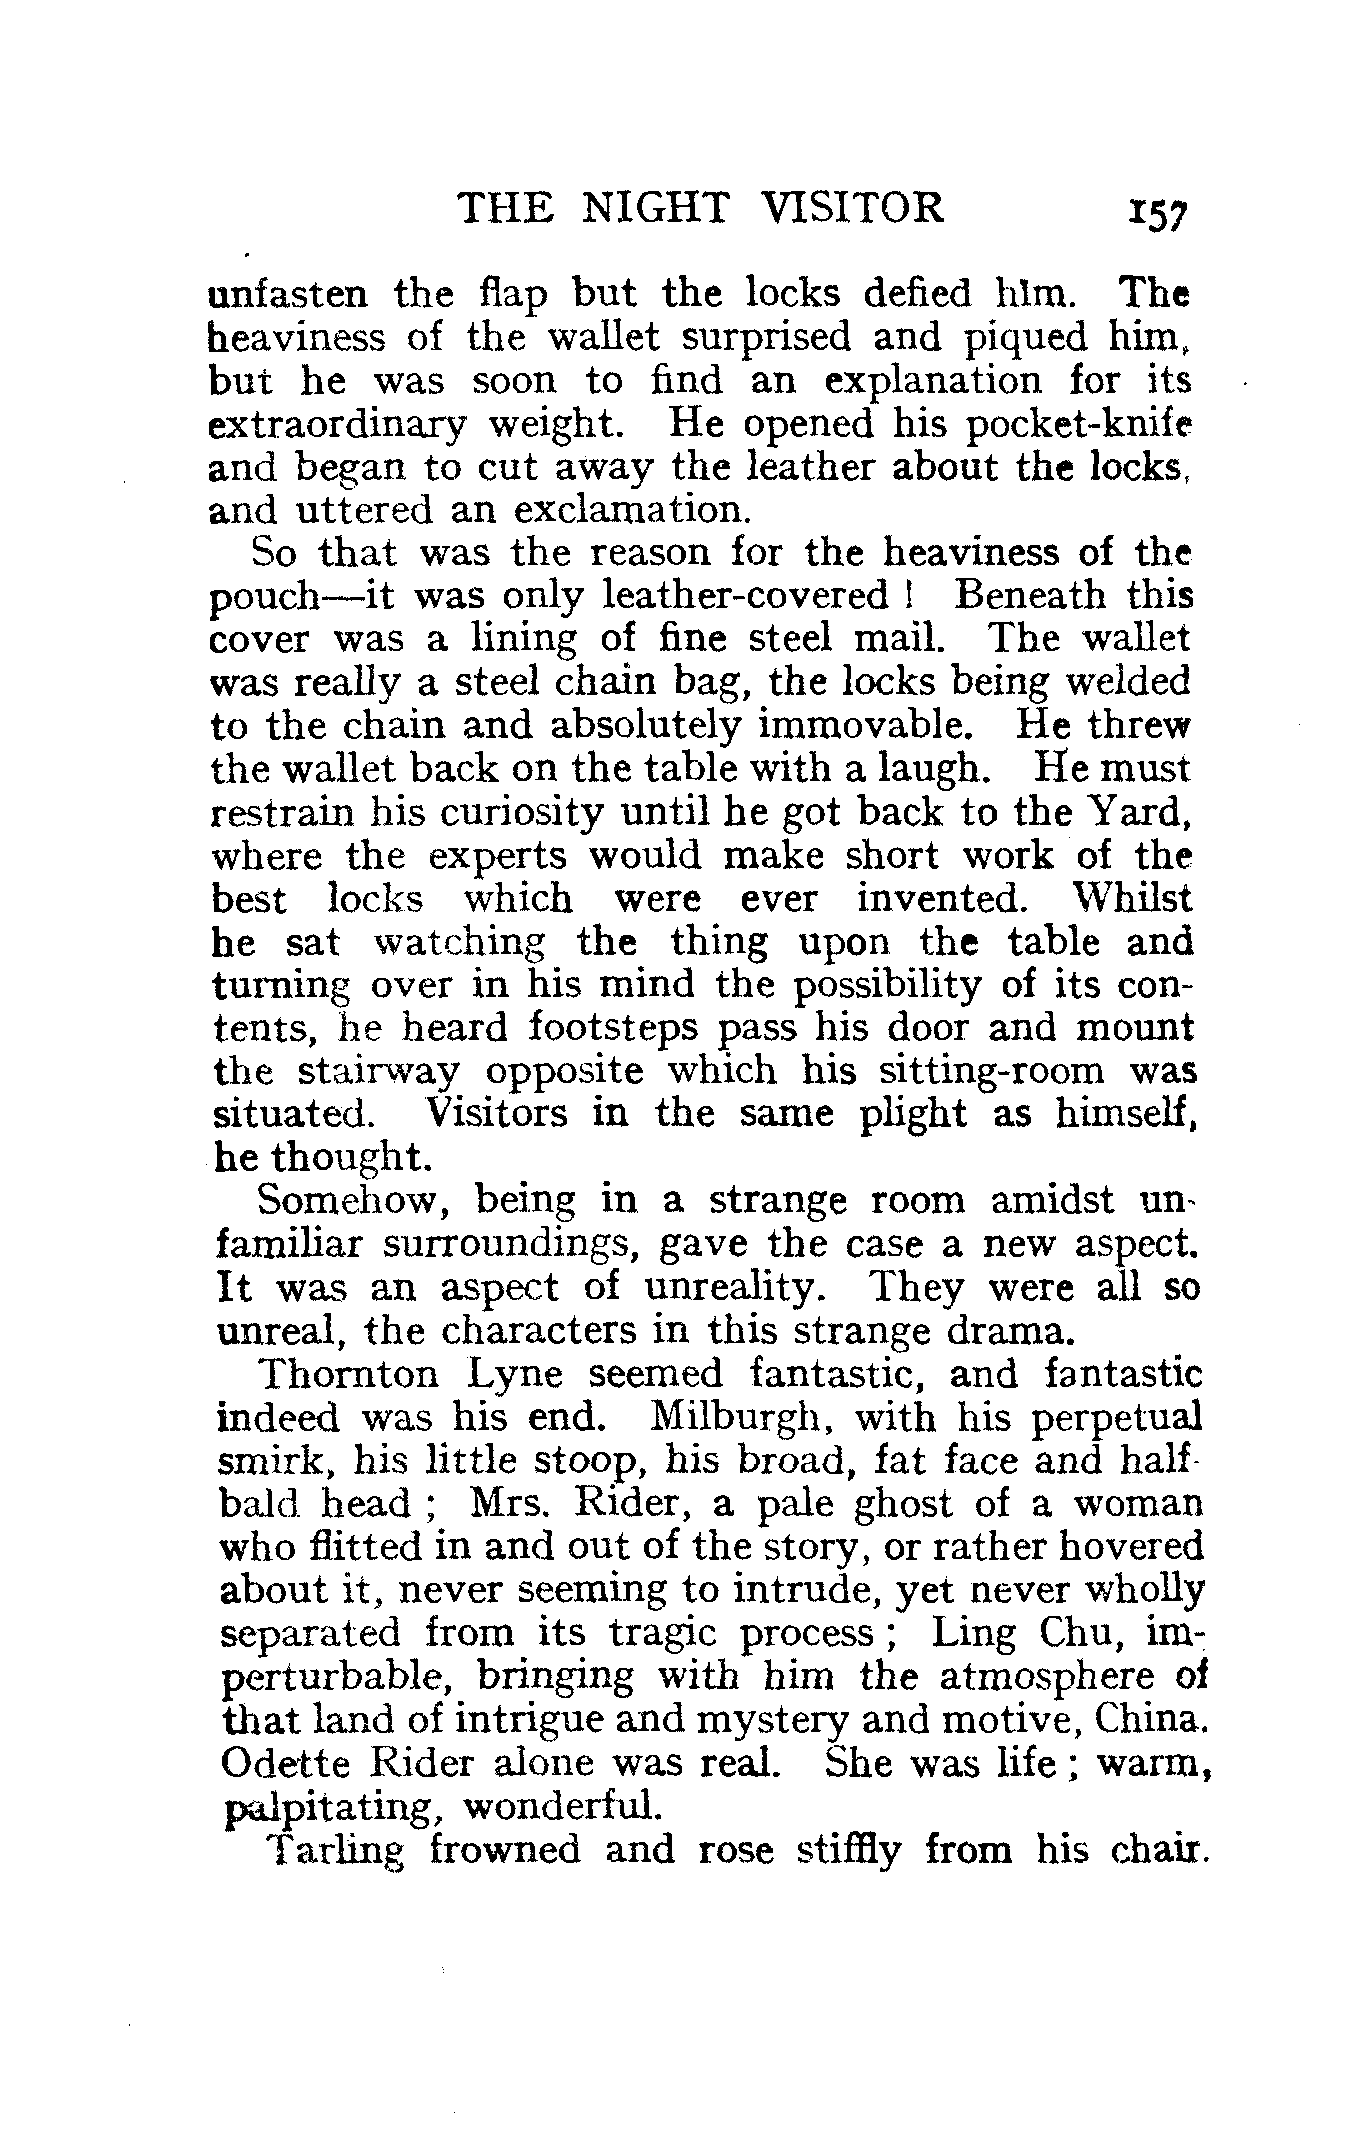 THE NIGHT VISITOR 157
unfasten the flap but the locks defied him. The
heaviness of the wallet surprised and piqued him,
but he was soon to find an explanation for its
extraordinary weight. He opened his pocket-knife
and began to cut away the leather about the locks,
and uttered an exclamation.
So that was the reason for the heaviness of the
pouch—it was only leather-covered ! Beneath this
cover was a lining of fine steel mail. The wallet
was really a steel chain bag, the locks being welded
to the chain and absolutely immovable. He threw
the wallet back on the table with a laugh. He must
restrain his curiosity until he got back to the Yard,
where the experts would make short work of the
best locks which were ever invented. Whilst
he sat watching the thing upon the table and
turning over in his mind the possibility of its con-
tents, he heard footsteps pass his door and mount
the stairway opposite which his sitting-room was
situated. Visitors in the same plight as himself,
he thought.
Somehow, being in a strange room amidst un-
familiar surroundings, gave the case a new aspect.
It was an aspect of unreality. They were all so
unreal, the characters in this strange drama.
Thornton Lyne seemed fantastic, and fantastic
indeed was his end. Milburgh, with his perpetual
smirk, his little stoop, his broad, fat face and half-
bald head ; Mrs. Rider, a pale ghost of a woman
who flitted in and out of the story, or rather hovered
about it, never seeming to intrude, yet never wholly
separated from its tragic process ; Ling Chu, im-
perturbable, bringing with him the atmosphere of
that land of intrigue and mystery and motive, China.
Odette Rider alone was real. She was life ; warm,
palpitating, wonderful.
Tarling frowned and rose stiffly from his chair.